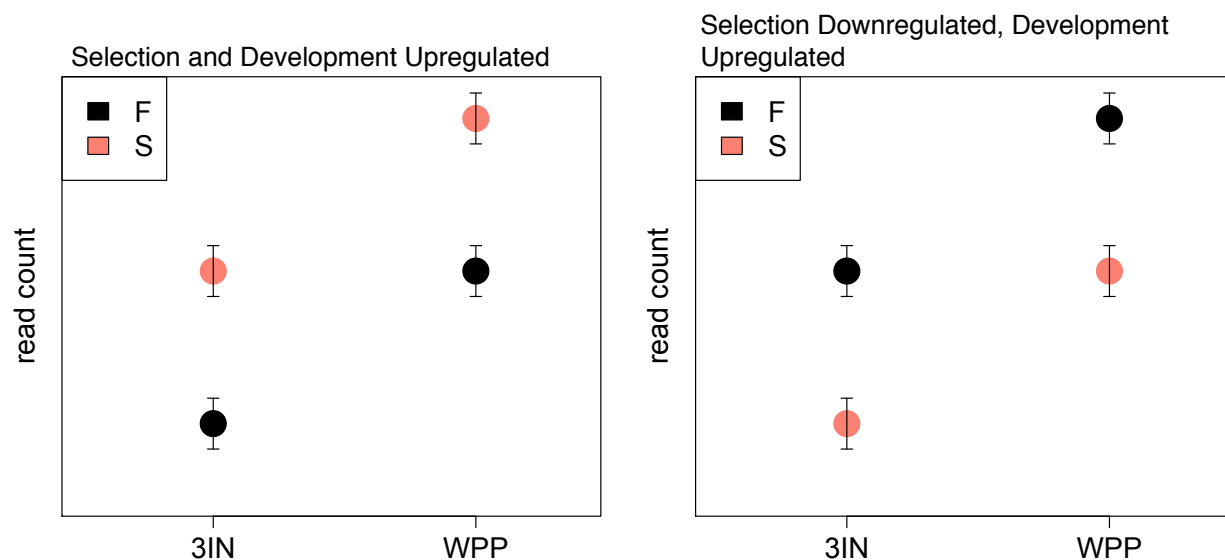 Selection and Development Upregulated
F
S
read count
3IN
WPP
Selection Downregulated, Development
Upregulated
F
S
read count
3IN
WPP